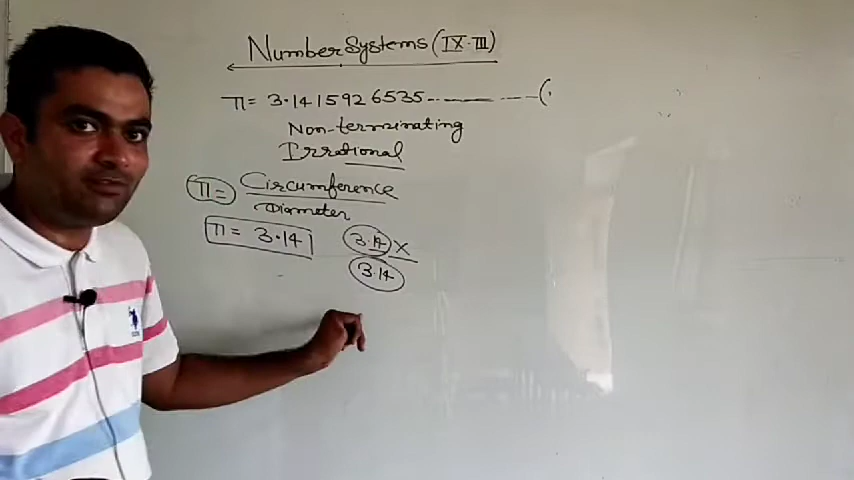 Number Systems (IX-III)
π = 3.1415926535------------(
Non-terminating
Irrational
π = Circumference
Diameter
π = 3.14
3.14 X
3.14